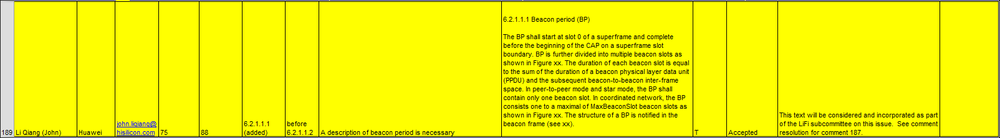 6.2.1.1.1 Beacon period (BP)
The BP shall start at slot 0 of a superframe and complete
before the beginning of the CAP on a superframe slot
boundary. BP is further divided into multiple beacon slots as
shown in Figure xx. The duration of each beacon slot is equal
to the sum of the duration of a beacon physical layer data unit
(PPDU) and the subsequent beacon-to-beacon inter-frame
space. In peer-to-peer mode and star mode, the BP shall
contain only one beacon slot. In coordinated network, the BP
consists one to a maximal of MaxBeaconSlot beacon slots as
shown in Figure xx. The structure of a BP is notified in the
beacon frame (see xx).
189
Li Qiang (John)
Huawei
john.liqiang@
hisilicon.com
75
88
6.2.1.1.1
(added)
before
6.2.1.1.2
A description of beacon period is necessary
T
Accepted
This text will be considered and incorporated as part
of the LiFi subcommittee on this issue.  See comment
resolution for comment 187.